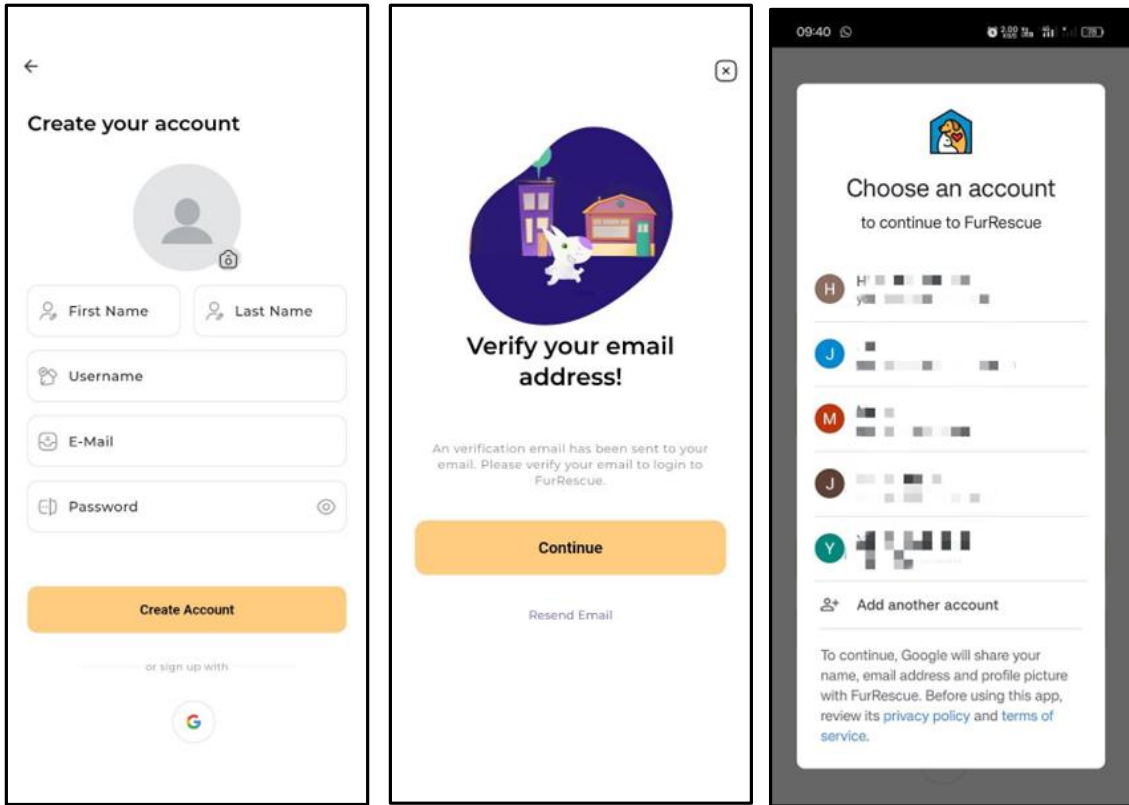 Create your account
First Name
Last Name
Username
E-Mail
Password
Create Account
or sign up with
Verify your email
address!
An verification email has been sent to your
email. Please verify your email to login to
FurRescue.
Continue
Resend Email
09:40
2.00
4G
78
Choose an account
to continue to FurRescue
H
J
M
J
Y
Add another account
To continue, Google will share your
name, email address and profile picture
with FurRescue. Before using this app,
review its privacy policy and terms of
service.